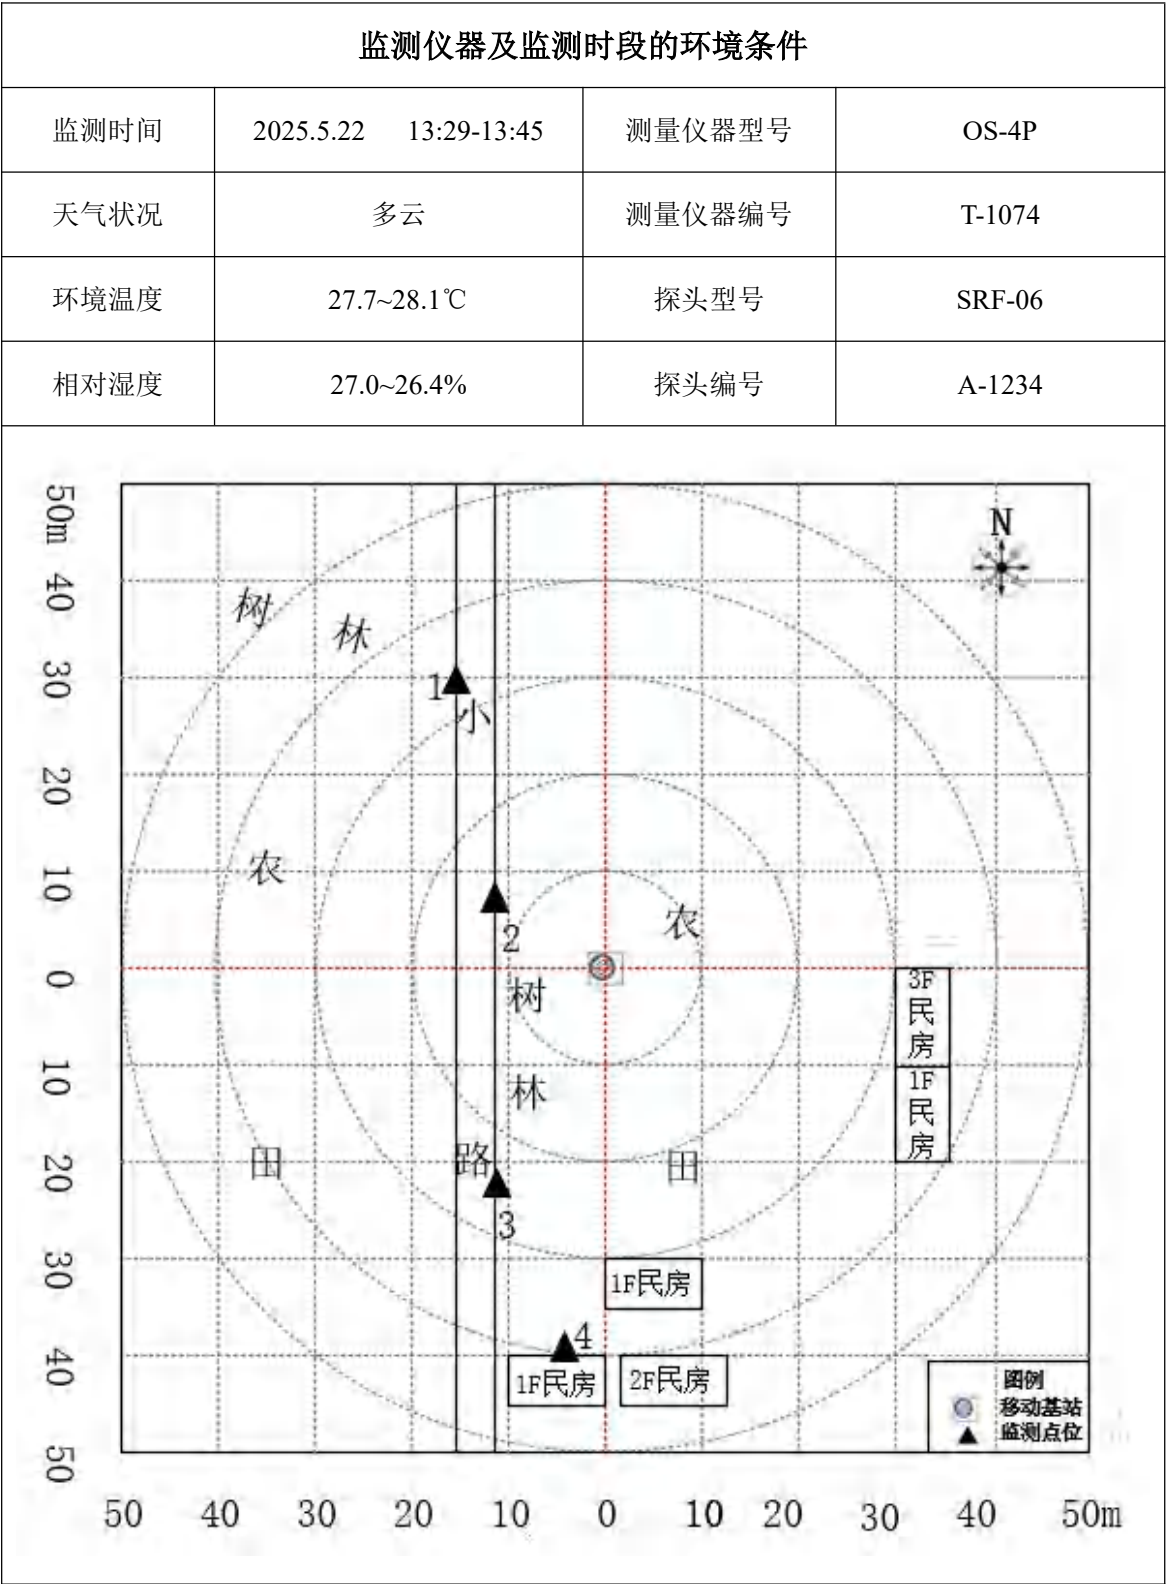 监测仪器及监测时段的环境条件
监测时间 2025.5.22 13:29-13:45 测量仪器型号 OS-4P
天气状况 多云 测量仪器编号 T-1074
环境温度 27.7~28.1℃ 探头型号 SRF-06
相对湿度 27.0~26.4% 探头编号 A-1234
50m
40
30
20
10
0
10
20
30
40
50
N
树
林
1
小
农
2
农
树
林
田
路
田
3
3F
民
房
1F
民
房
1F民房
4
1F民房
2F民房
图例
移动基站
监测点位
50 40 30 20 10 0 10 20 30 40 50m